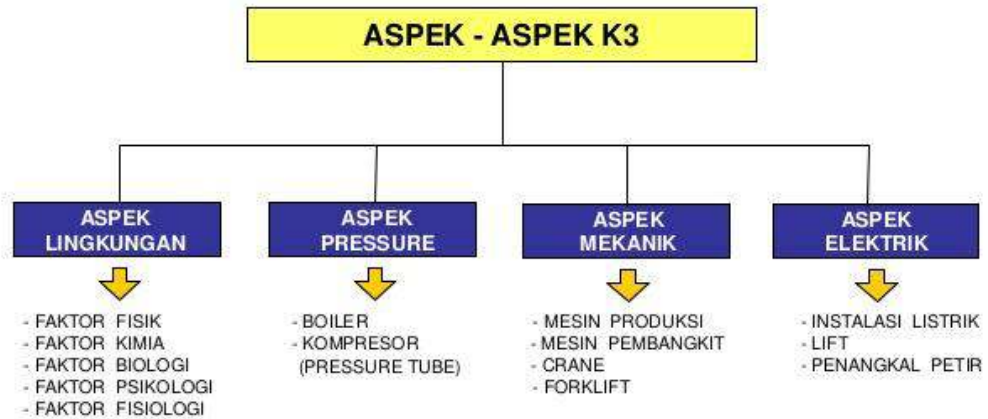 ASPEK - ASPEK K3
ASPEK
LINGKUNGAN
ASPEK
PRESSURE
ASPEK
MEKANIK
ASPEK
ELEKTRIK
- FAKTOR FISIK
- FAKTOR KIMIA
- FAKTOR BIOLOGI
- FAKTOR PSIKOLOGI
- FAKTOR FISIOLOGI
- BOILER
- KOMPRESOR
(PRESSURE TUBE)
- MESIN PRODUKSI
- MESIN PEMBANGKIT
- CRANE
- FORKLIFT
- INSTALASI LISTRIK
- LIFT
- PENANGKAL PETIR